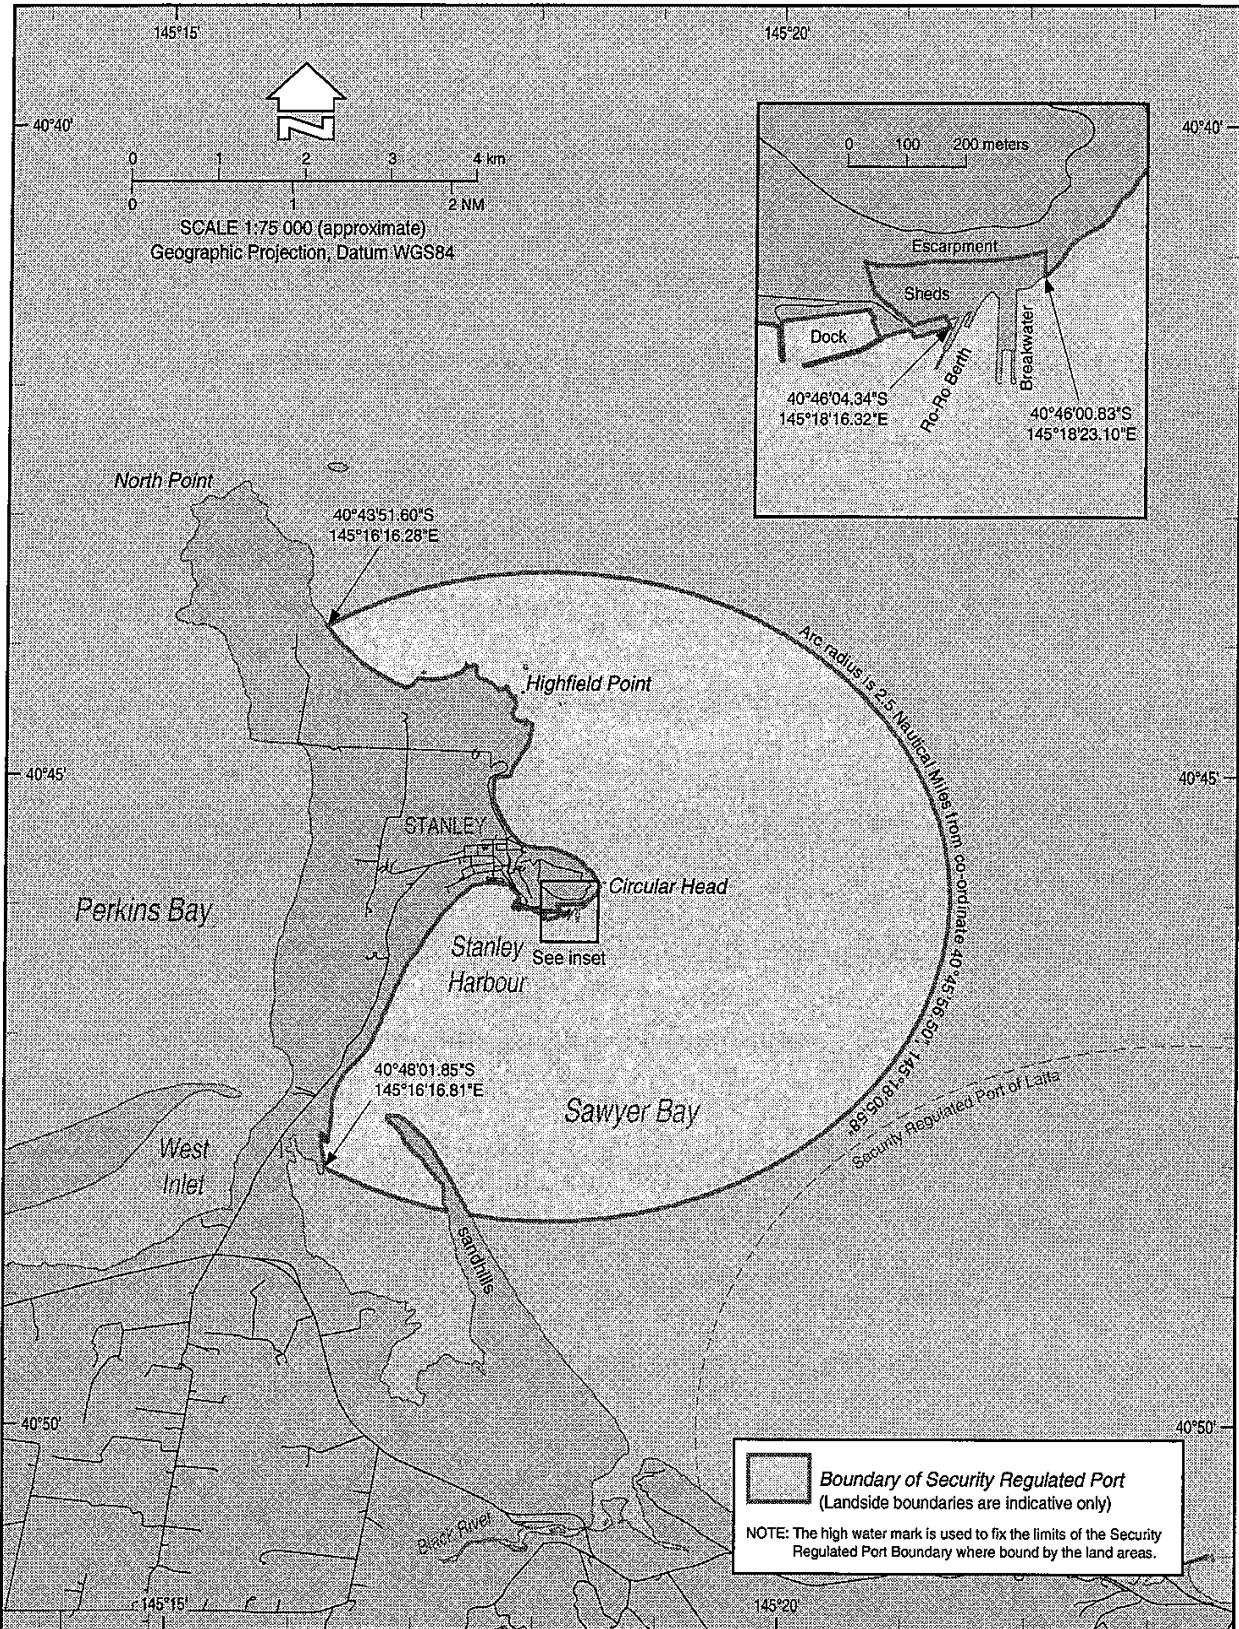 145°15'
145°20'
40°40'
40°40'
N
0 1 2 3 4 km
0 1 2 NM
SCALE 1:75 000 (approximate)
Geographic Projection, Datum WGS84
0 100 200 meters
Escarpment
Sheds
Dock
Ro-Ro Berth
Breakwater
40°46'04.34"S
145°18'16.32"E
40°46'00.83"S
145°18'23.10"E
North Point
40°43'51.60"S
145°16'16.28"E
Arc radius is 2.5 Nautical Miles from co-ordinate 40°45'56.50", 145°18'05.58"
Highfield Point
40°45'
40°45'
STANLEY
Circular Head
Perkins Bay
Stanley
Harbour
See inset
40°48'01.85"S
145°16'16.81"E
Sawyer Bay
Security Regulated Port of Latta
West
Inlet
sandhills
40°50'
40°50'
Boundary of Security Regulated Port
(Landside boundaries are indicative only)
NOTE: The high water mark is used to fix the limits of the Security
Regulated Port Boundary where bound by the land areas.
Black River
145°15'
145°20'